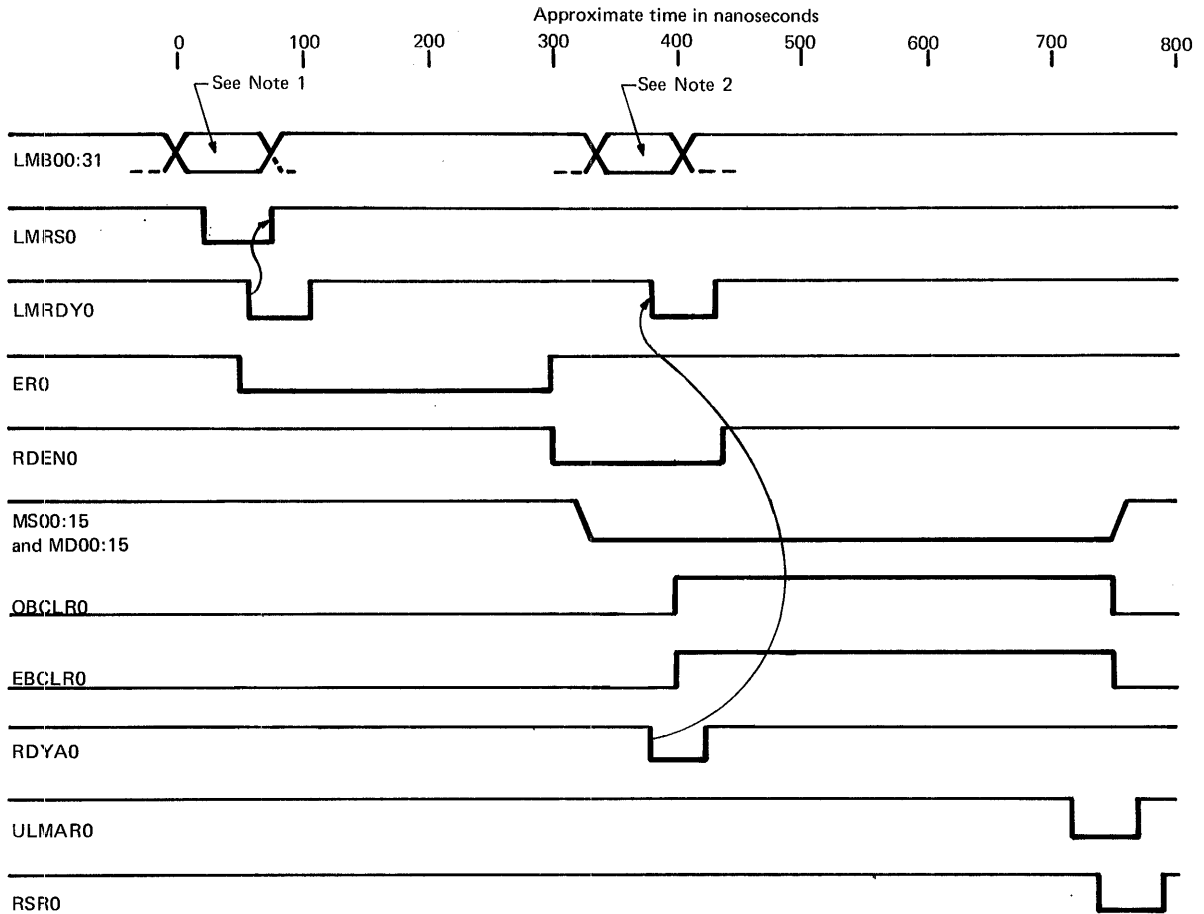 Approximate time in nanoseconds
0 100 200 300 400 500 600 700 800
See Note 1
See Note 2
LMB00:31
LMRS0
LMRDY0
ER0
RDEN0
MS00:15
and MD00:15
OBCLR0
EBCLR0
RDYA0
ULMAR0
RSR0